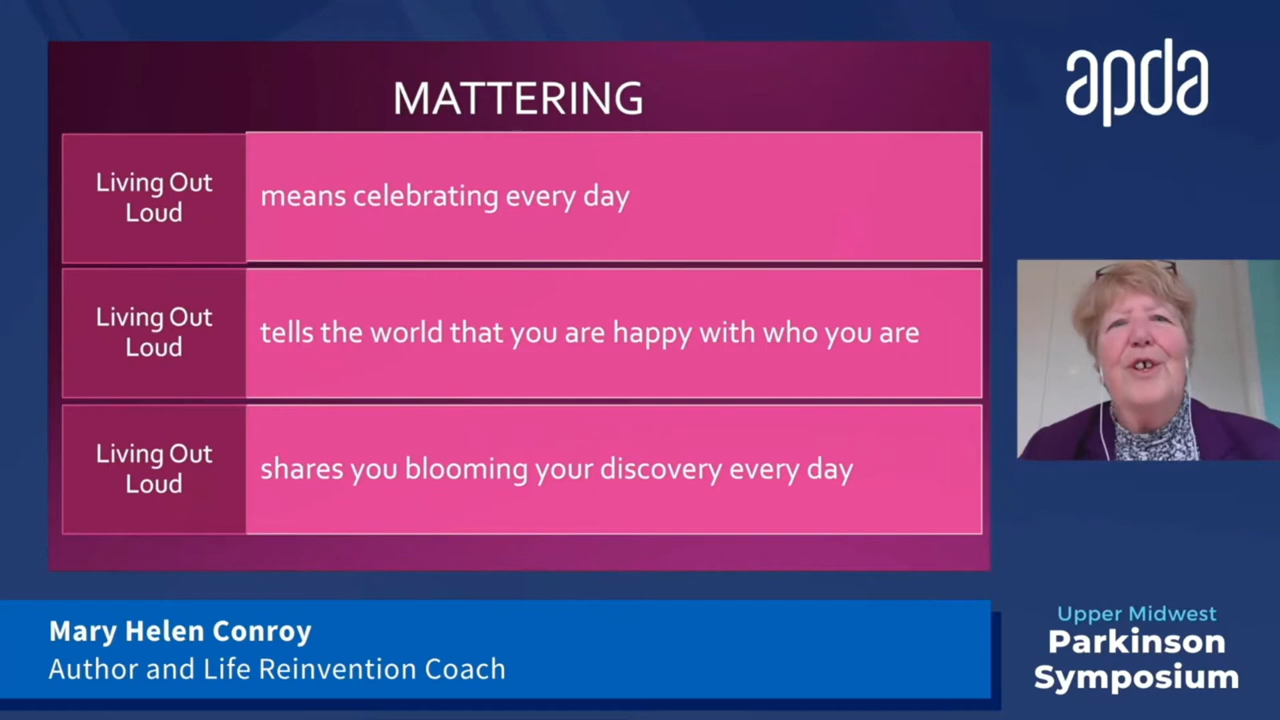 MATTERING
Living Out
Loud
means celebrating every day
Living Out
Loud
tells the world that you are happy with who you are
Living Out
Loud
shares you blooming your discovery every day
apda
Mary Helen Conroy
Author and Life Reinvention Coach
Upper Midwest
Parkinson
Symposium